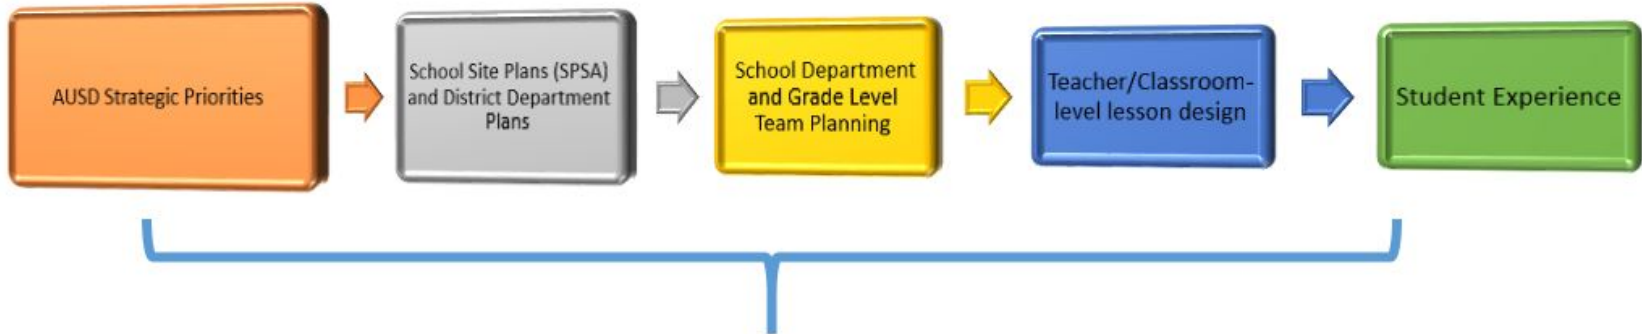 AUSD Strategic Priorities
School Site Plans (SPSA)
and District Department
Plans
School Department
and Grade Level
Team Planning
Teacher/Classroom-
level lesson design
Student Experience